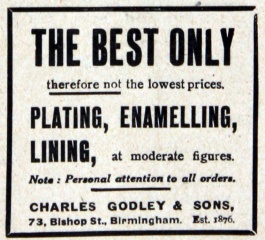 THE BEST ONLY
therefore not the lowest prices.
PLATING, ENAMELLING,
LINING, at moderate figures.
Note : Personal attention to all orders.
CHARLES GODLEY & SONS,
73, Bishop St., Birmingham. Est. 1876.